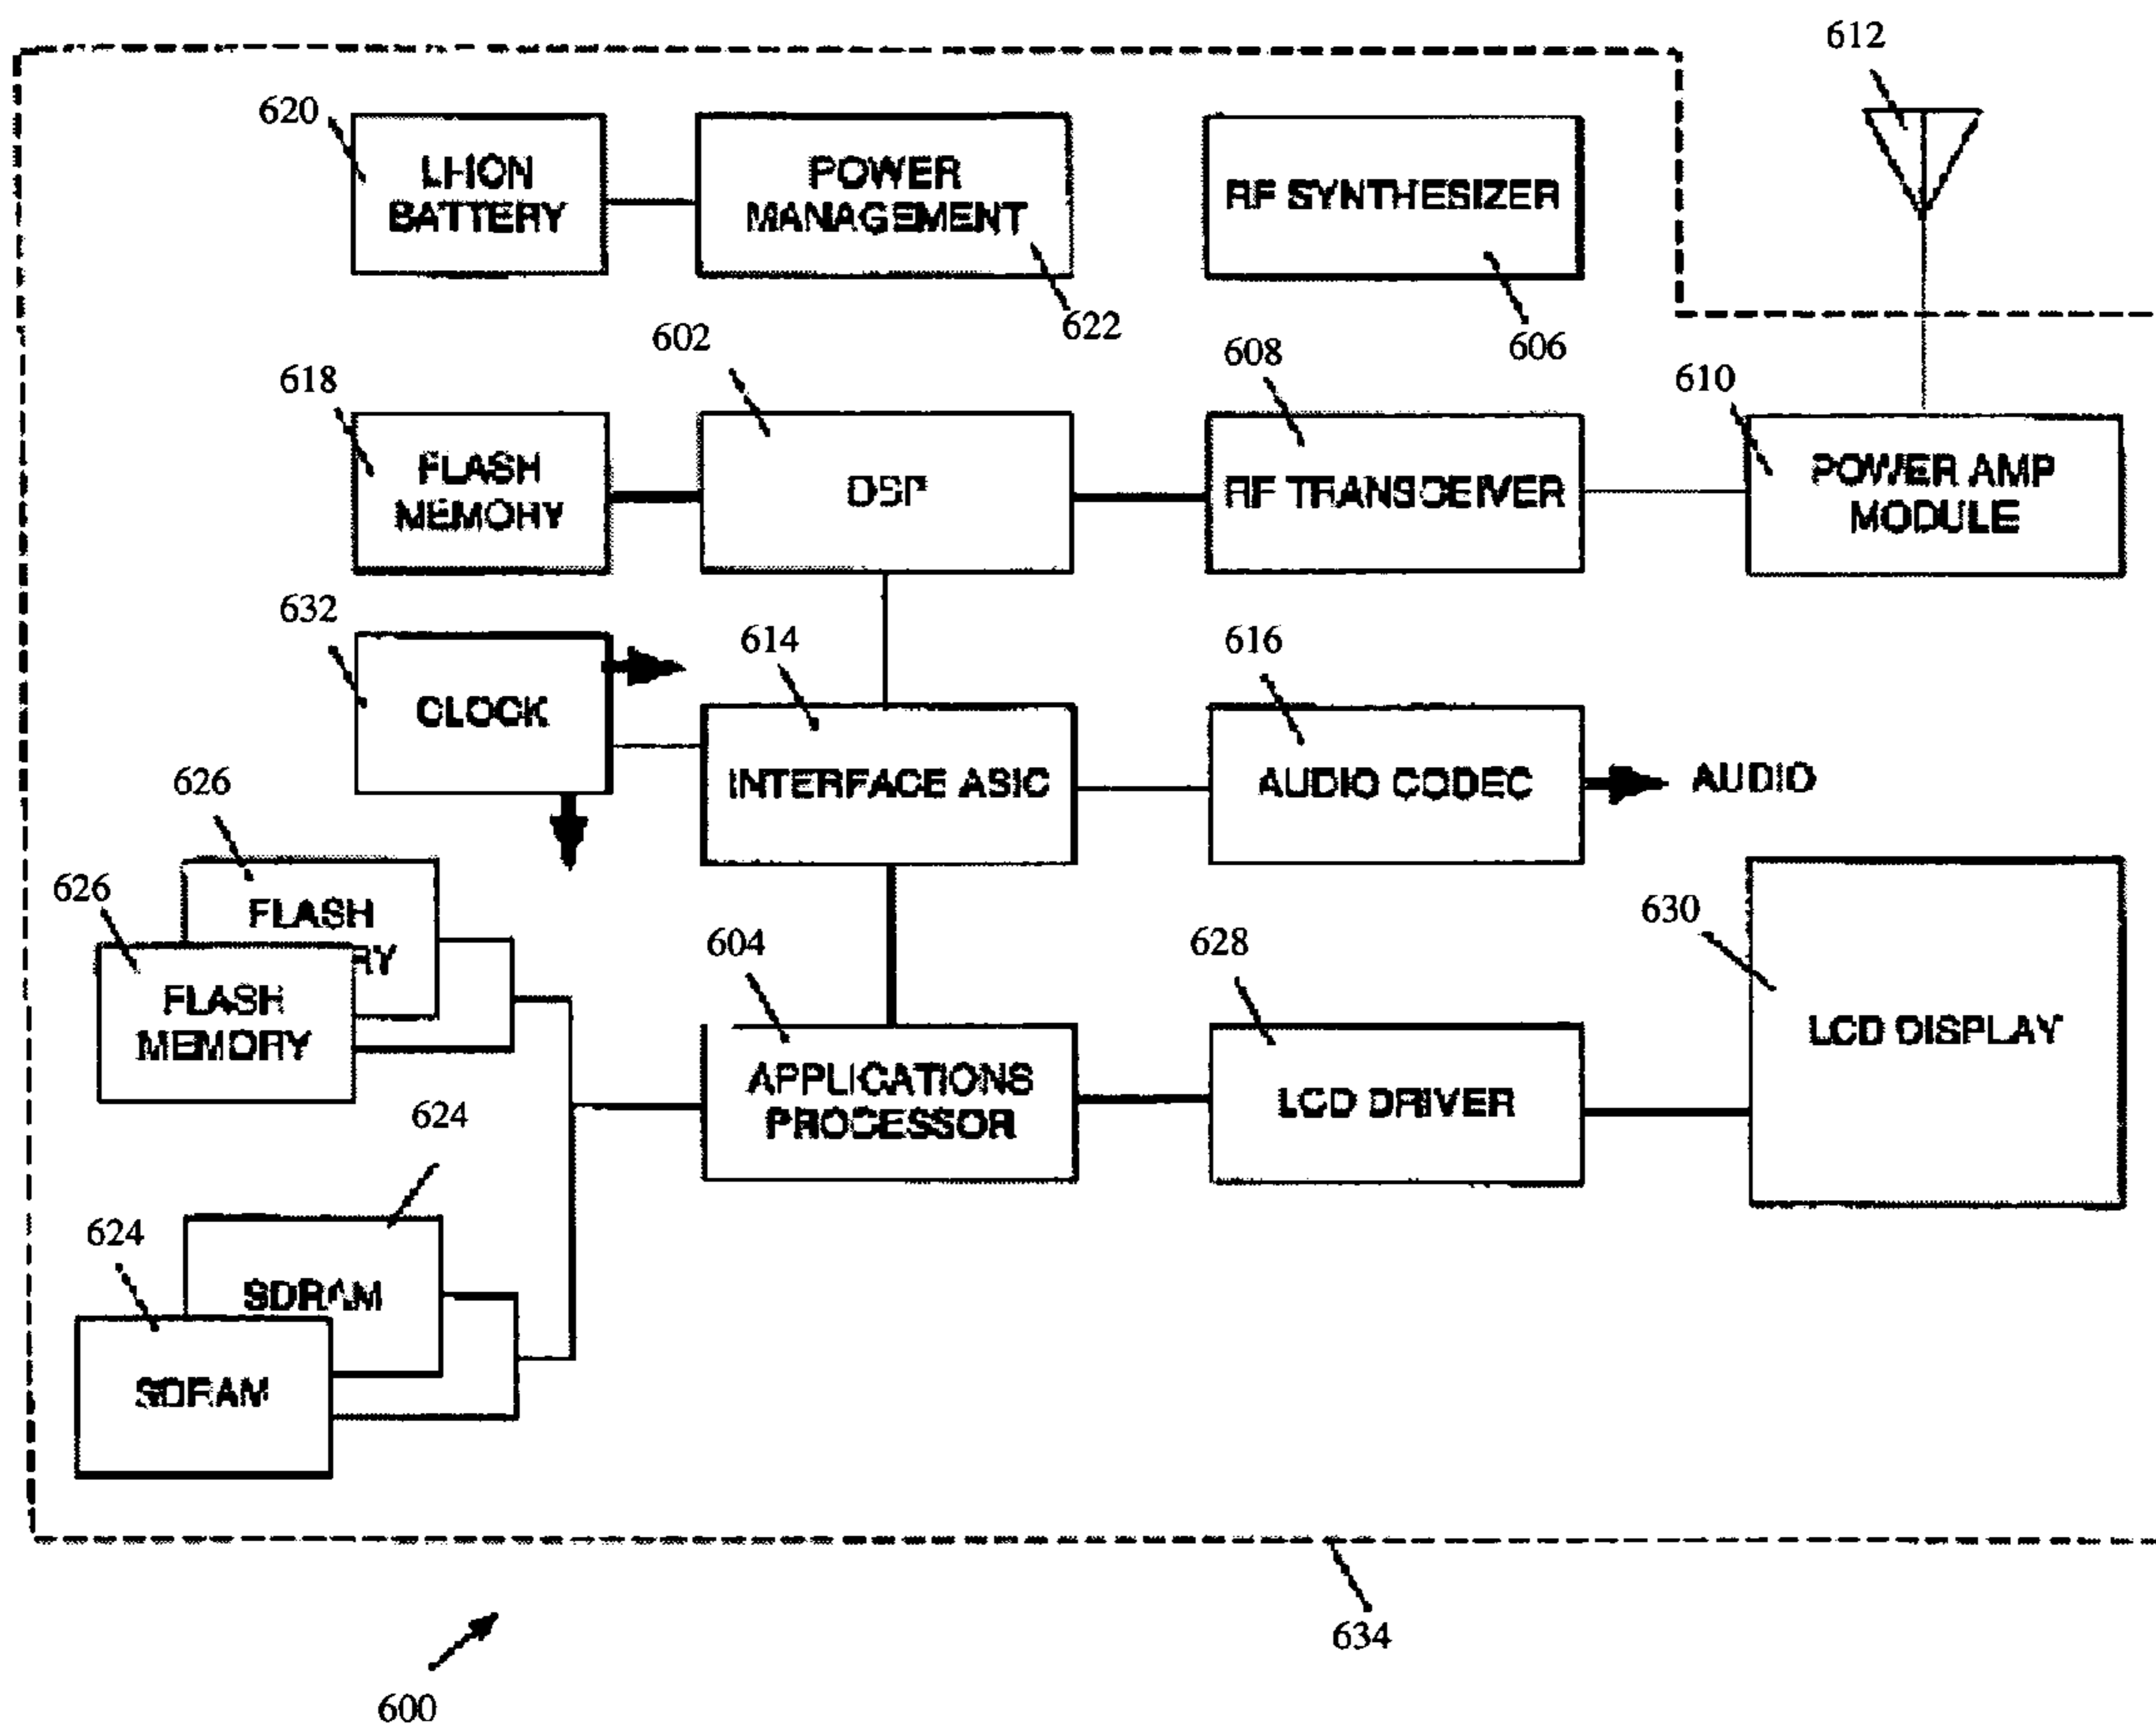 612
620
LI-ION
BATTERY
POWER
MANAGEMENT
RF SYNTHESIZER
622
606
602
608
610
618
FLASH
MEMORY
DSP
RF TRANSCEIVER
POWER AMP
MODULE
632
614
616
CLOCK
INTERFACE ASIC
AUDIO CODEC
AUDIO
626
626
FLASH
RY
FLASH
MEMORY
604
628
630
APPLICATIONS
PROCESSOR
LCD DRIVER
LCD DISPLAY
624
624
SDRAM
SDRAM
634
600